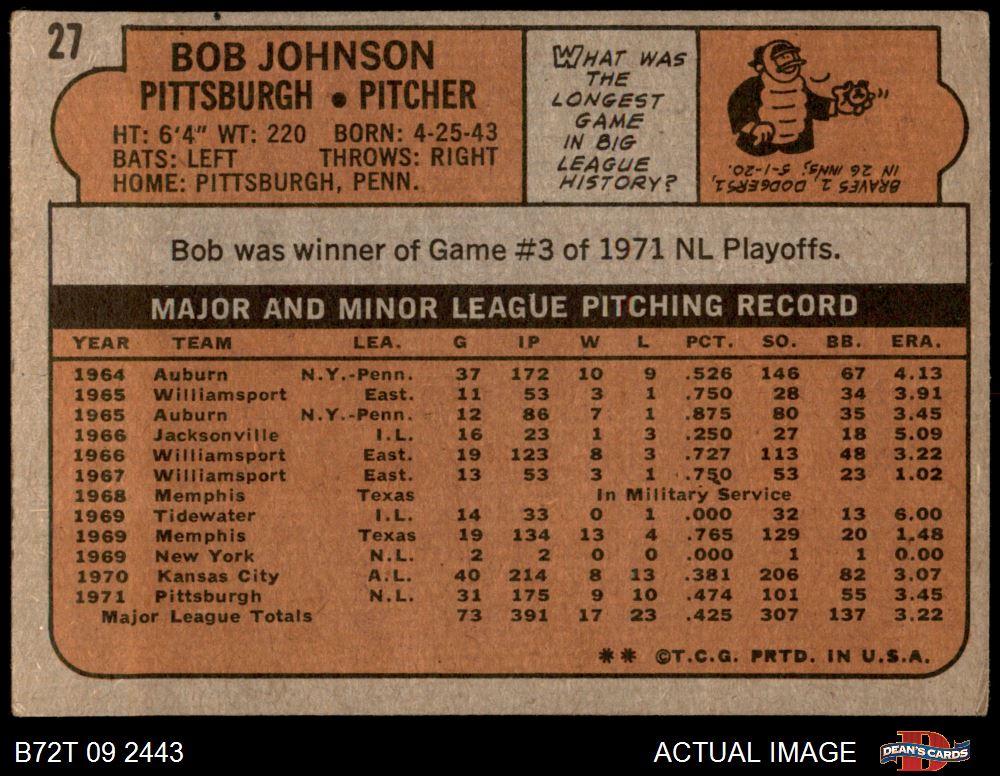 27
BOB JOHNSON
PITTSBURGH • PITCHER
HT: 6'4" WT: 220 BORN: 4-25-43
BATS: LEFT THROWS: RIGHT
HOME: PITTSBURGH, PENN.
WHAT WAS
THE
LONGEST
GAME
IN BIG
LEAGUE
HISTORY?
BRAVES 1, DODGERS 1,
IN 26 INNS., 5-1-20.
Bob was winner of Game #3 of 1971 NL Playoffs.
MAJOR AND MINOR LEAGUE PITCHING RECORD
YEAR TEAM LEA. G IP W L PCT. SO. BB. ERA.
1964 Auburn N.Y.-Penn. 37 172 10 9 .526 146 67 4.13
1965 Williamsport East. 11 53 3 1 .750 28 34 3.91
1965 Auburn N.Y.-Penn. 12 86 7 1 .875 80 35 3.45
1966 Jacksonville I.L. 16 23 1 3 .250 27 18 5.09
1966 Williamsport East. 19 123 8 3 .727 113 48 3.22
1967 Williamsport East. 13 53 3 1 .750 53 23 1.02
1968 Memphis Texas In Military Service
1969 Tidewater I.L. 14 33 0 1 .000 32 13 6.00
1969 Memphis Texas 19 134 13 4 .765 129 20 1.48
1969 New York N.L. 2 2 0 0 .000 1 1 0.00
1970 Kansas City A.L. 40 214 8 13 .381 206 82 3.07
1971 Pittsburgh N.L. 31 175 9 10 .474 101 55 3.45
Major League Totals 73 391 17 23 .425 307 137 3.22
** ©T.C.G. PRTD. IN U.S.A.
B72T 09 2443
ACTUAL IMAGE
D
DEAN'S CARDS